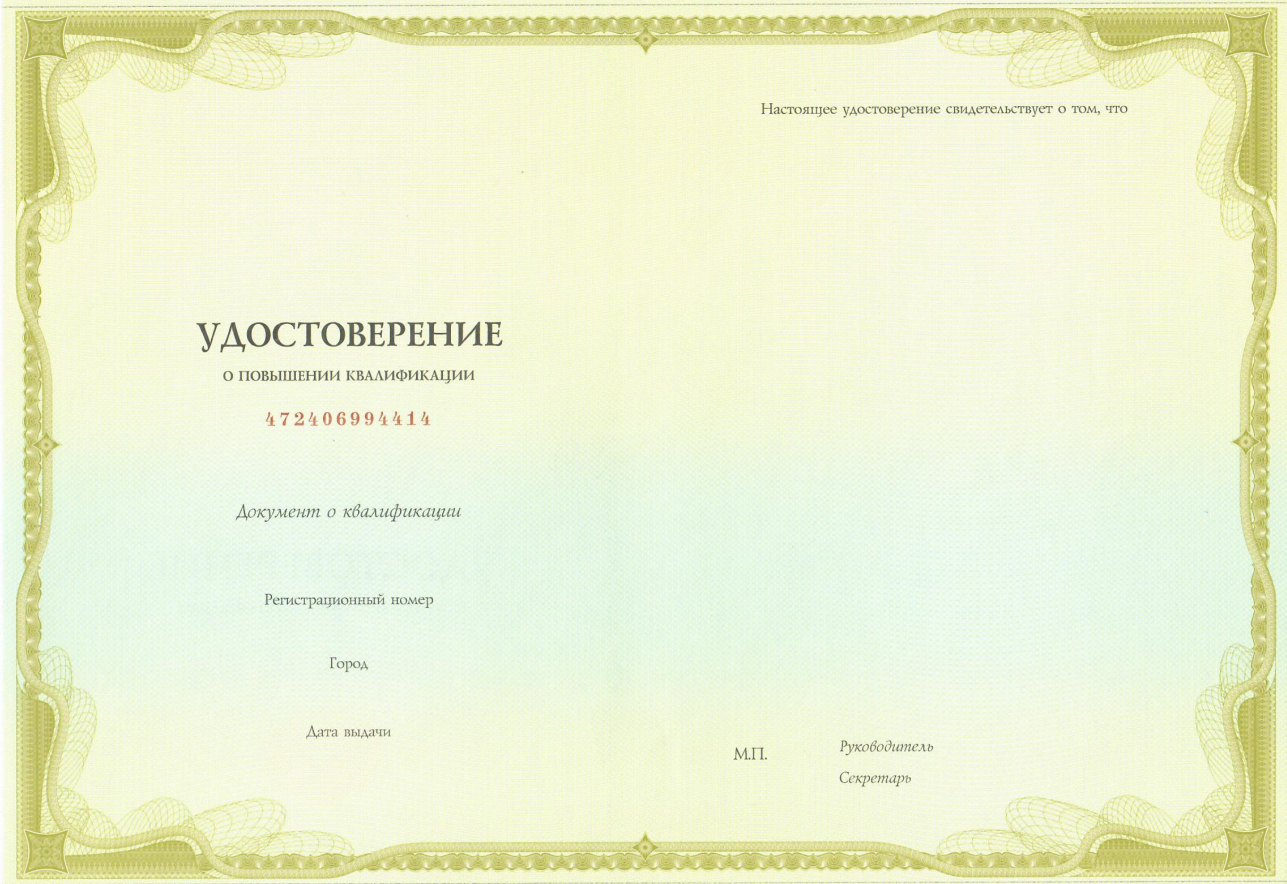 УДОСТОВЕРЕНИЕ
О ПОВЫШЕНИИ КВАЛИФИКАЦИИ
472406994414
Документ о квалификации
Регистрационный номер
Город
Дата выдачи
Настоящее удостоверение свидетельствует о том, что
М.П.
Руководитель
Секретарь